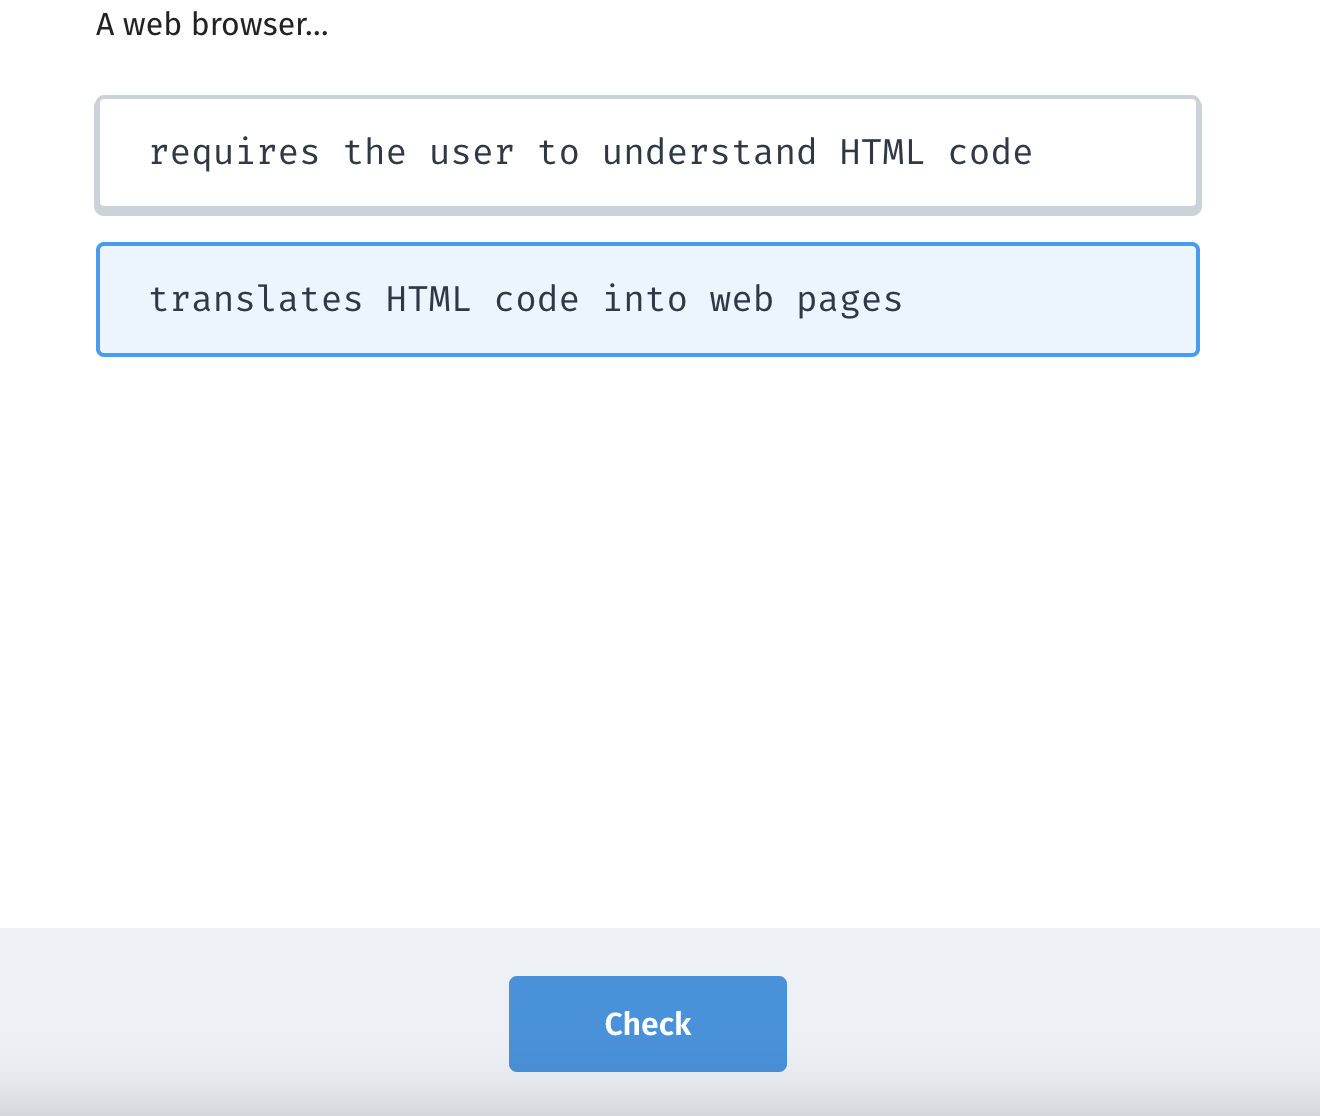 A web browser...
requires the user to understand HTML code
translates HTML code into web pages
Check